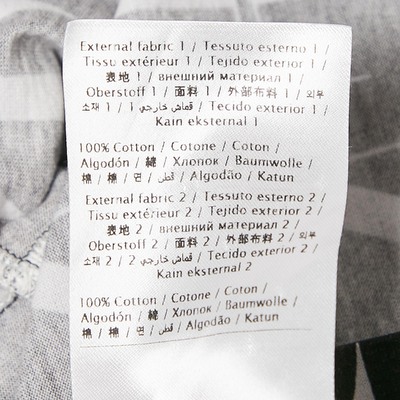 External fabric 1 / Tessuto esterno 1 /
Tissu extérieur 1 / Tejido exterior 1 /
表地 1 / внешний материал 1 /
Oberstoff 1 / 面料 1 / 外部布料 1 / 외부
소재 1 / 1 قماش خارجي / Tecido exterior 1 /
Kain eksternal 1 /
100% Cotton / Cotone / Coton /
Algodón / 綿 / Хлопок / Baumwolle /
棉 / 棉 / 면 / قطن / Algodão / Katun
External fabric 2 / Tessuto esterno 2 /
Tissu extérieur 2 / Tejido exterior 2 /
表地 2 / внешний материал 2 /
Oberstoff 2 / 面料 2 / 外部布料 2 / 외부
소재 2 / 2 قماش خارجي / Tecido exterior 2 /
Kain eksternal 2 /
100% Cotton / Cotone / Coton /
Algodón / 綿 / Хлопок / Baumwolle /
棉 / 棉 / 면 / قطن / Algodão / Katun